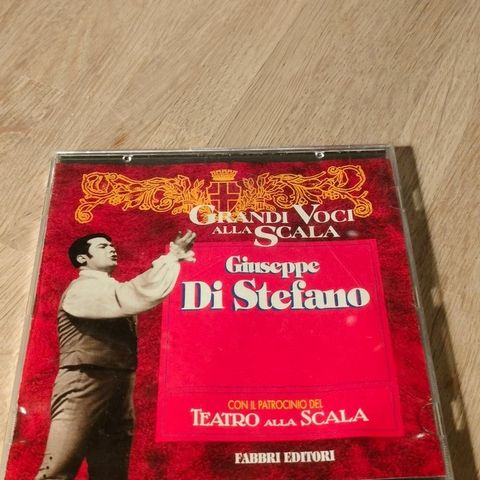 GRANDI VOCI
ALLA SCALA
Giuseppe
Di Stefano
CON IL PATROCINIO DEL
TEATRO ALLA SCALA
FABBRI EDITORI